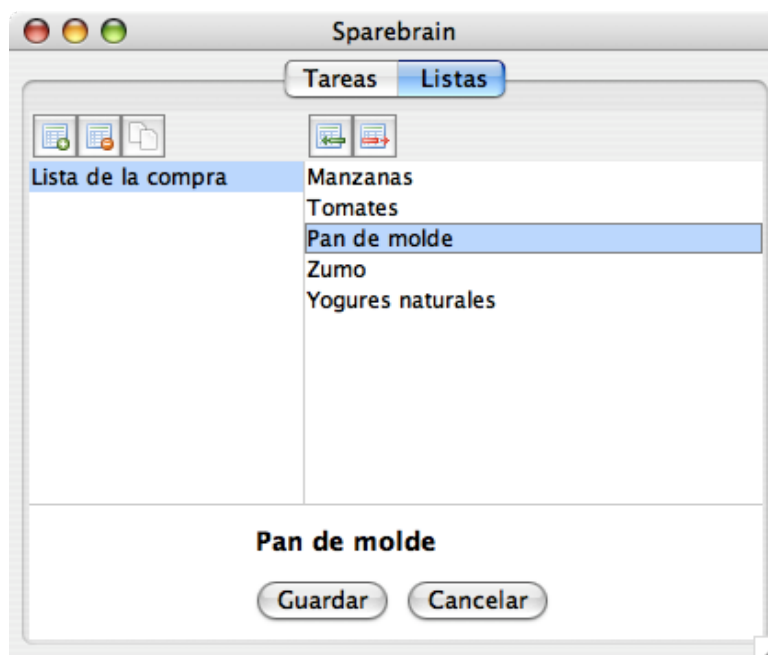 Sparebrain
Tareas Listas
Lista de la compra
Manzanas
Tomates
Pan de molde
Zumo
Yogures naturales
Pan de molde
Guardar Cancelar